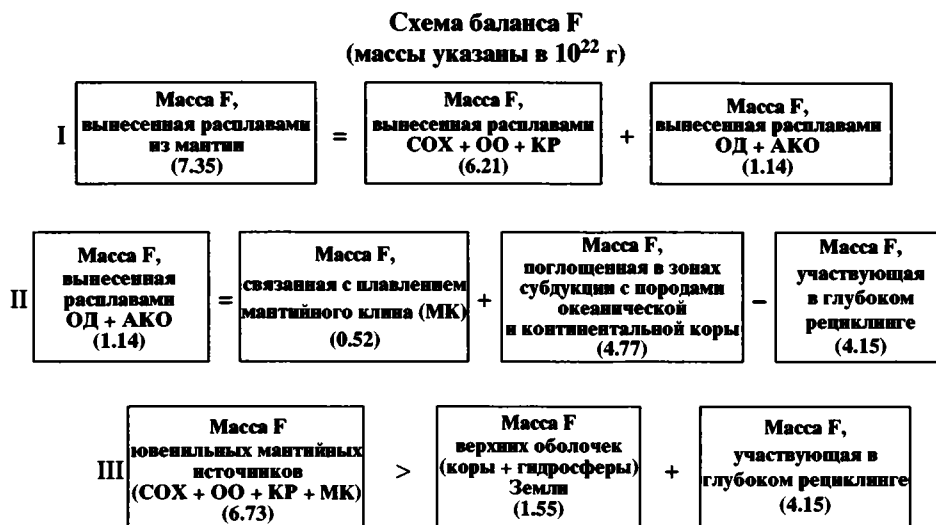 Схема баланса F
(массы указаны в 10²² г)
I
Масса F,
вынесенная расплавами
из мантии
(7.35)
=
Масса F,
вынесенная расплавами
СОХ + ОО + КР
(6.21)
+
Масса F,
вынесенная расплавами
ОД + АКО
(1.14)
II
Масса F,
вынесенная
расплавами
ОД + АКО
(1.14)
=
Масса F,
связанная с плавлением
мантийного клина (МК)
(0.52)
+
Масса F,
поглощенная в зонах
субдукции с породами
океанической
и континентальной коры
(4.77)
–
Масса F,
участвующая
в глубоком
рециклинге
(4.15)
III
Масса F
ювенильных мантийных
источников
(СОХ + ОО + КР + МК)
(6.73)
>
Масса F
верхних оболочек
(коры + гидросферы)
Земли
(1.55)
+
Масса F,
участвующая в
глубоком рециклинге
(4.15)